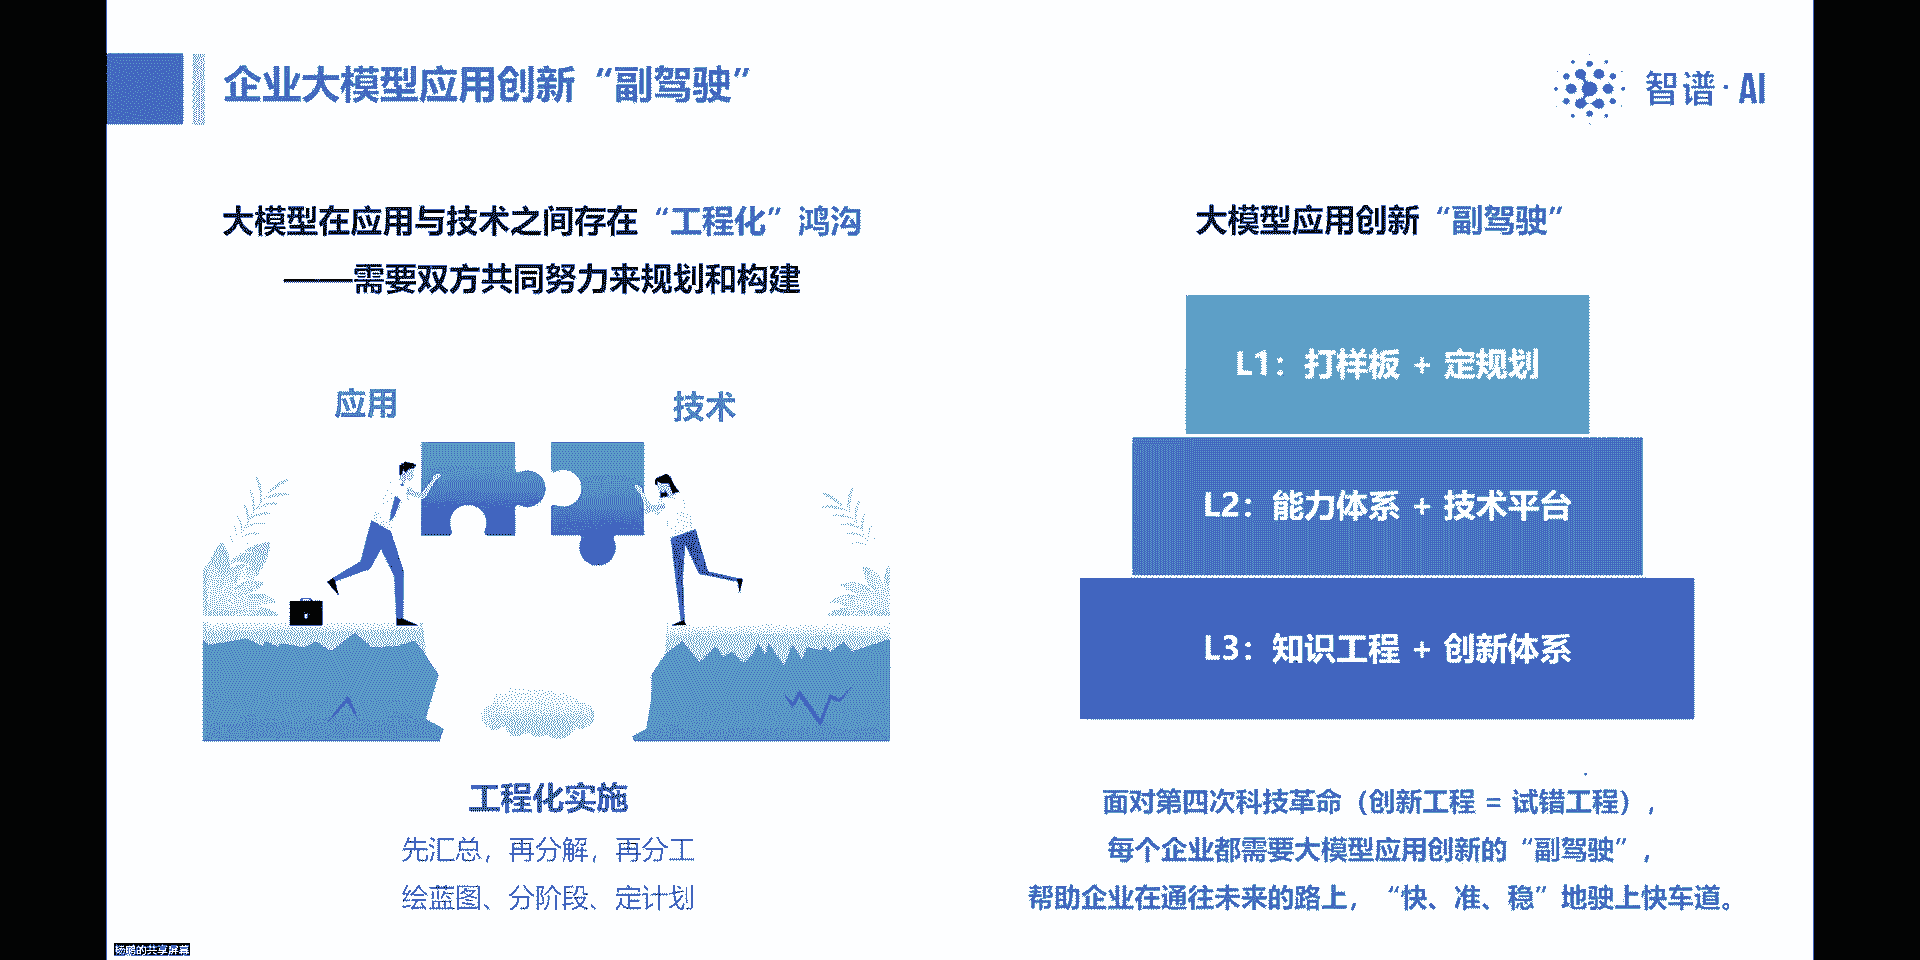 企业大模型应用创新“副驾驶”
智谱·AI
大模型在应用与技术之间存在“工程化”鸿沟
——需要双方共同努力来规划和构建
应用
技术
工程化实施
先汇总，再分解，再分工
绘蓝图、分阶段、定计划
大模型应用创新“副驾驶”
L1：打样板 + 定规划
L2：能力体系 + 技术平台
L3：知识工程 + 创新体系
面对第四次科技革命（创新工程 = 试错工程），
每个企业都需要大模型应用创新的“副驾驶”，
帮助企业在通往未来的路上，“快、准、稳”地驶上快车道。
杨鹏的共享屏幕